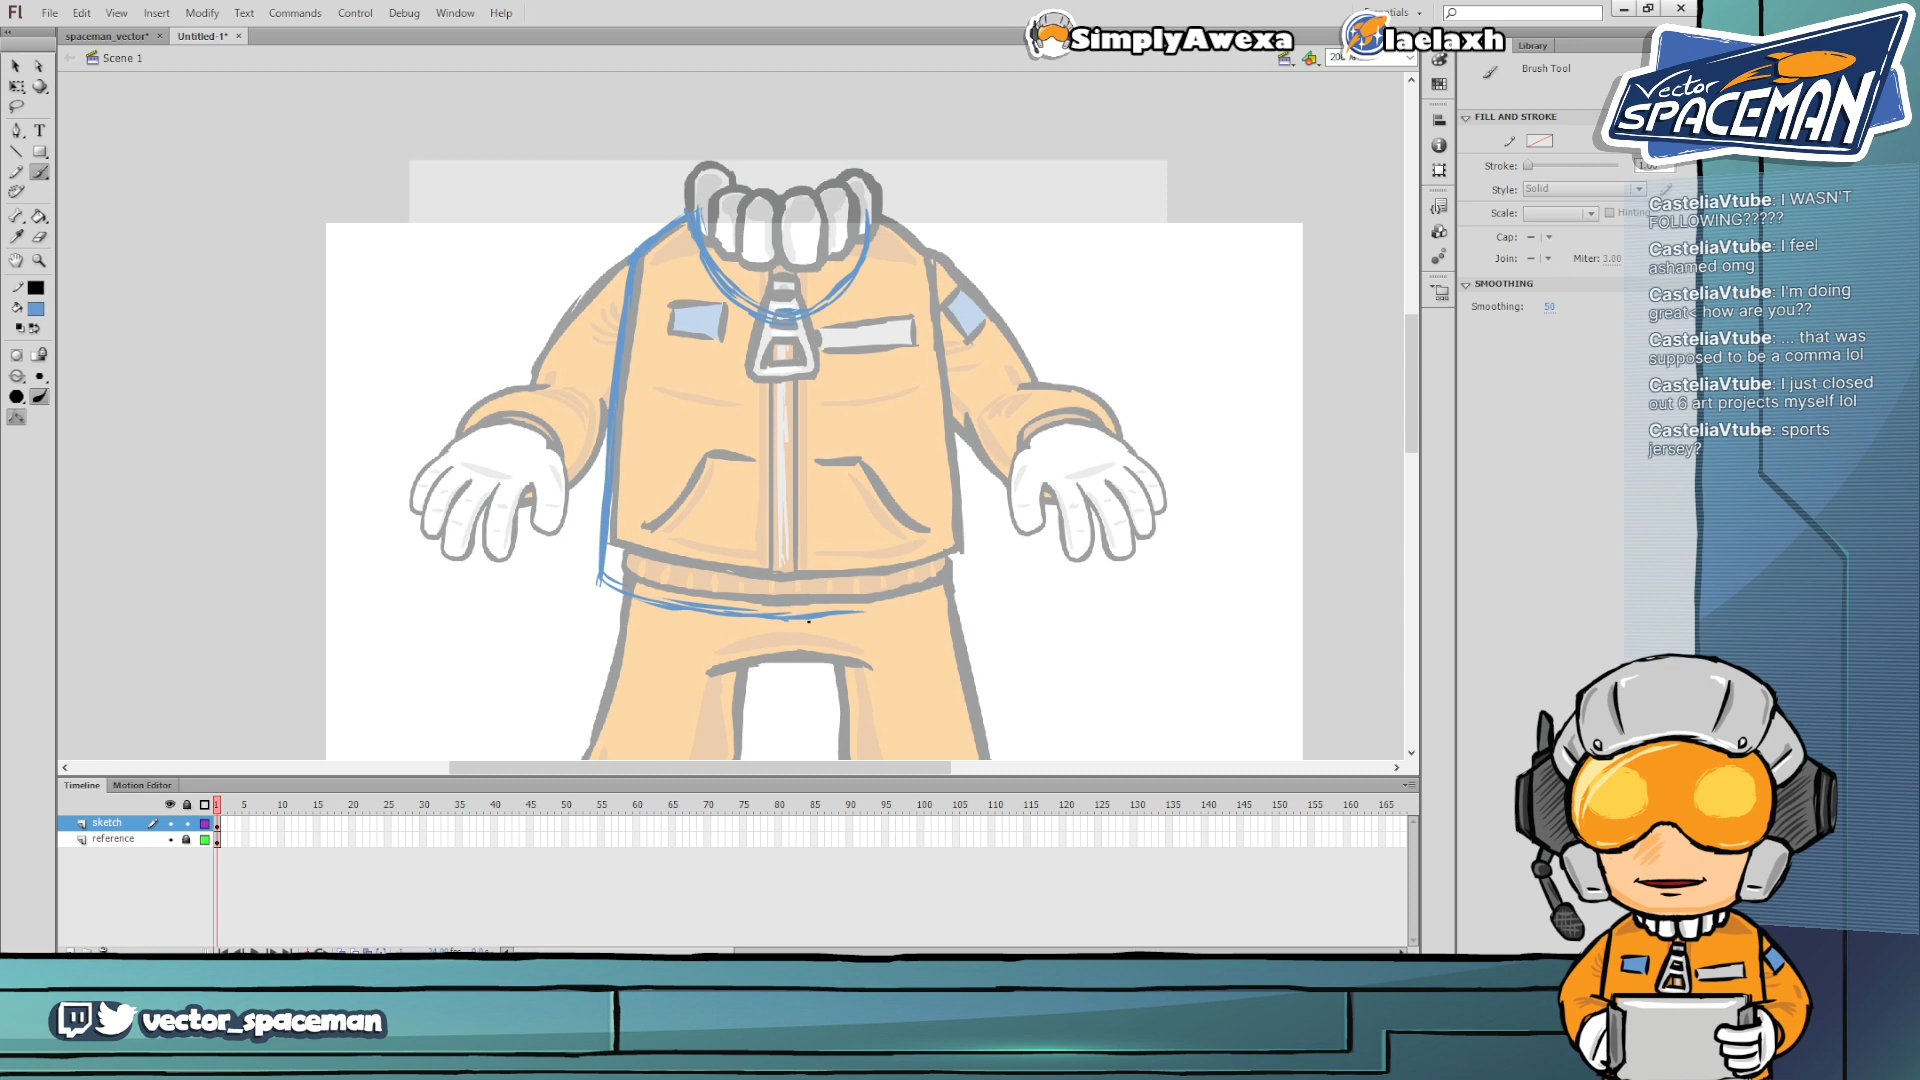 Fl File Edit View Insert Modify Text Commands Control Debug Window Help
SimplyAwexa
laelaxh
spaceman_vector* × Untitled-1* ×
Scene 1
Library
Brush Tool
Vector
SPACEMAN
FILL AND STROKE
Stroke:
Style: Solid
Scale: Hinting
Cap:
Join: Miter: 3.00
SMOOTHING
Smoothing: 50
CasteliaVtube: I WASN'T
FOLLOWING?????
CasteliaVtube: I feel
ashamed omg
CasteliaVtube: I'm doing
great< how are you??
CasteliaVtube: ... that was
supposed to be a comma lol
CasteliaVtube: I just closed
out 6 art projects myself lol
CasteliaVtube: sports
jersey?
Timeline Motion Editor
1 5 10 15 20 25 30 35 40 45 50 55 60 65 70 75 80 85 90 95 100 105 110 115 120 125 130 135 140 145 150 155 160 165
sketch
reference
vector_spaceman